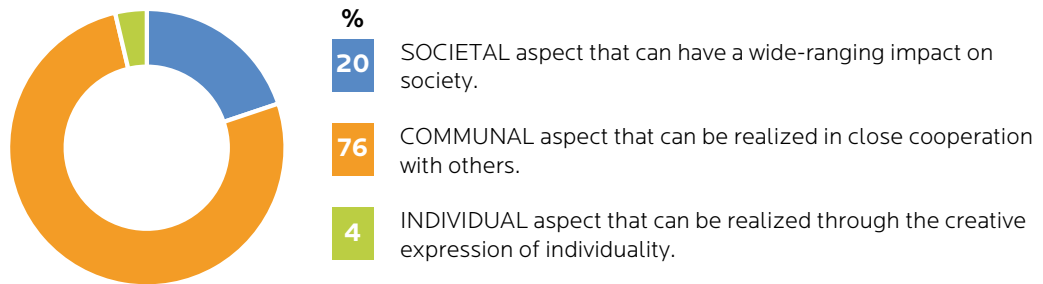 %
20
SOCIETAL aspect that can have a wide-ranging impact on
society.
76
COMMUNAL aspect that can be realized in close cooperation
with others.
4
INDIVIDUAL aspect that can be realized through the creative
expression of individuality.